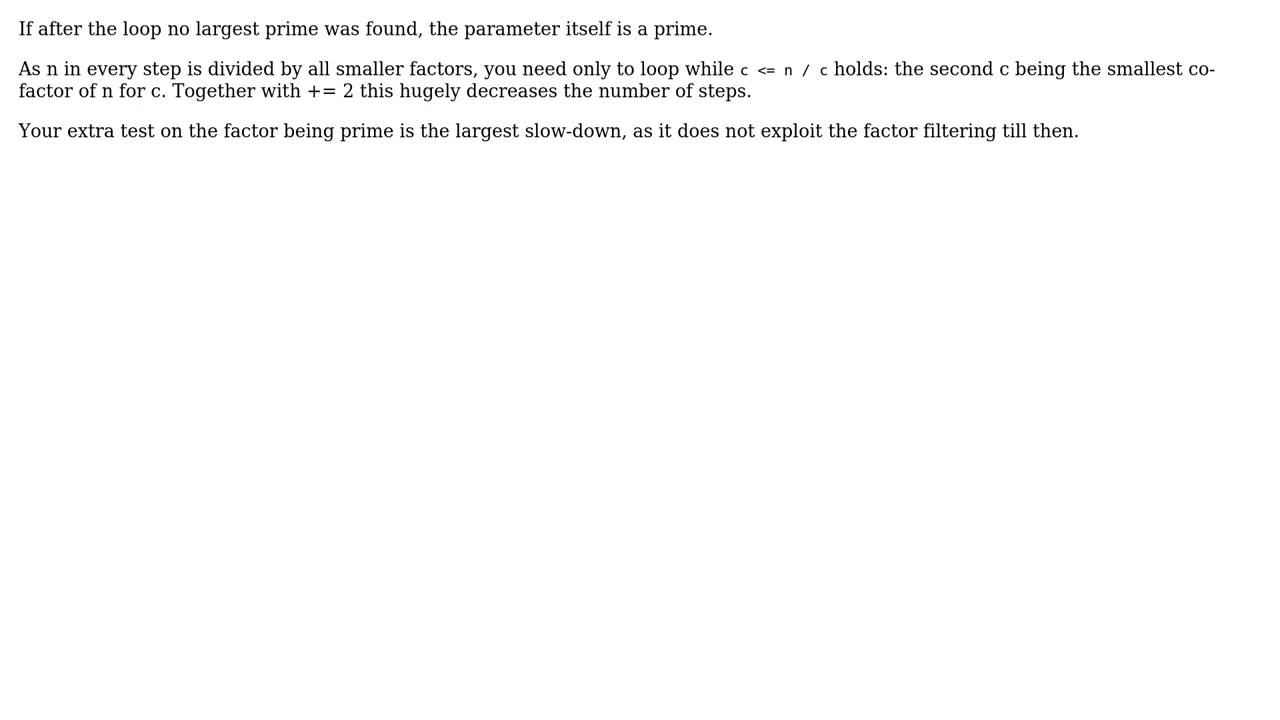 If after the loop no largest prime was found, the parameter itself is a prime.
As n in every step is divided by all smaller factors, you need only to loop while c <= n / c holds: the second c being the smallest co-
factor of n for c. Together with += 2 this hugely decreases the number of steps.
Your extra test on the factor being prime is the largest slow-down, as it does not exploit the factor filtering till then.